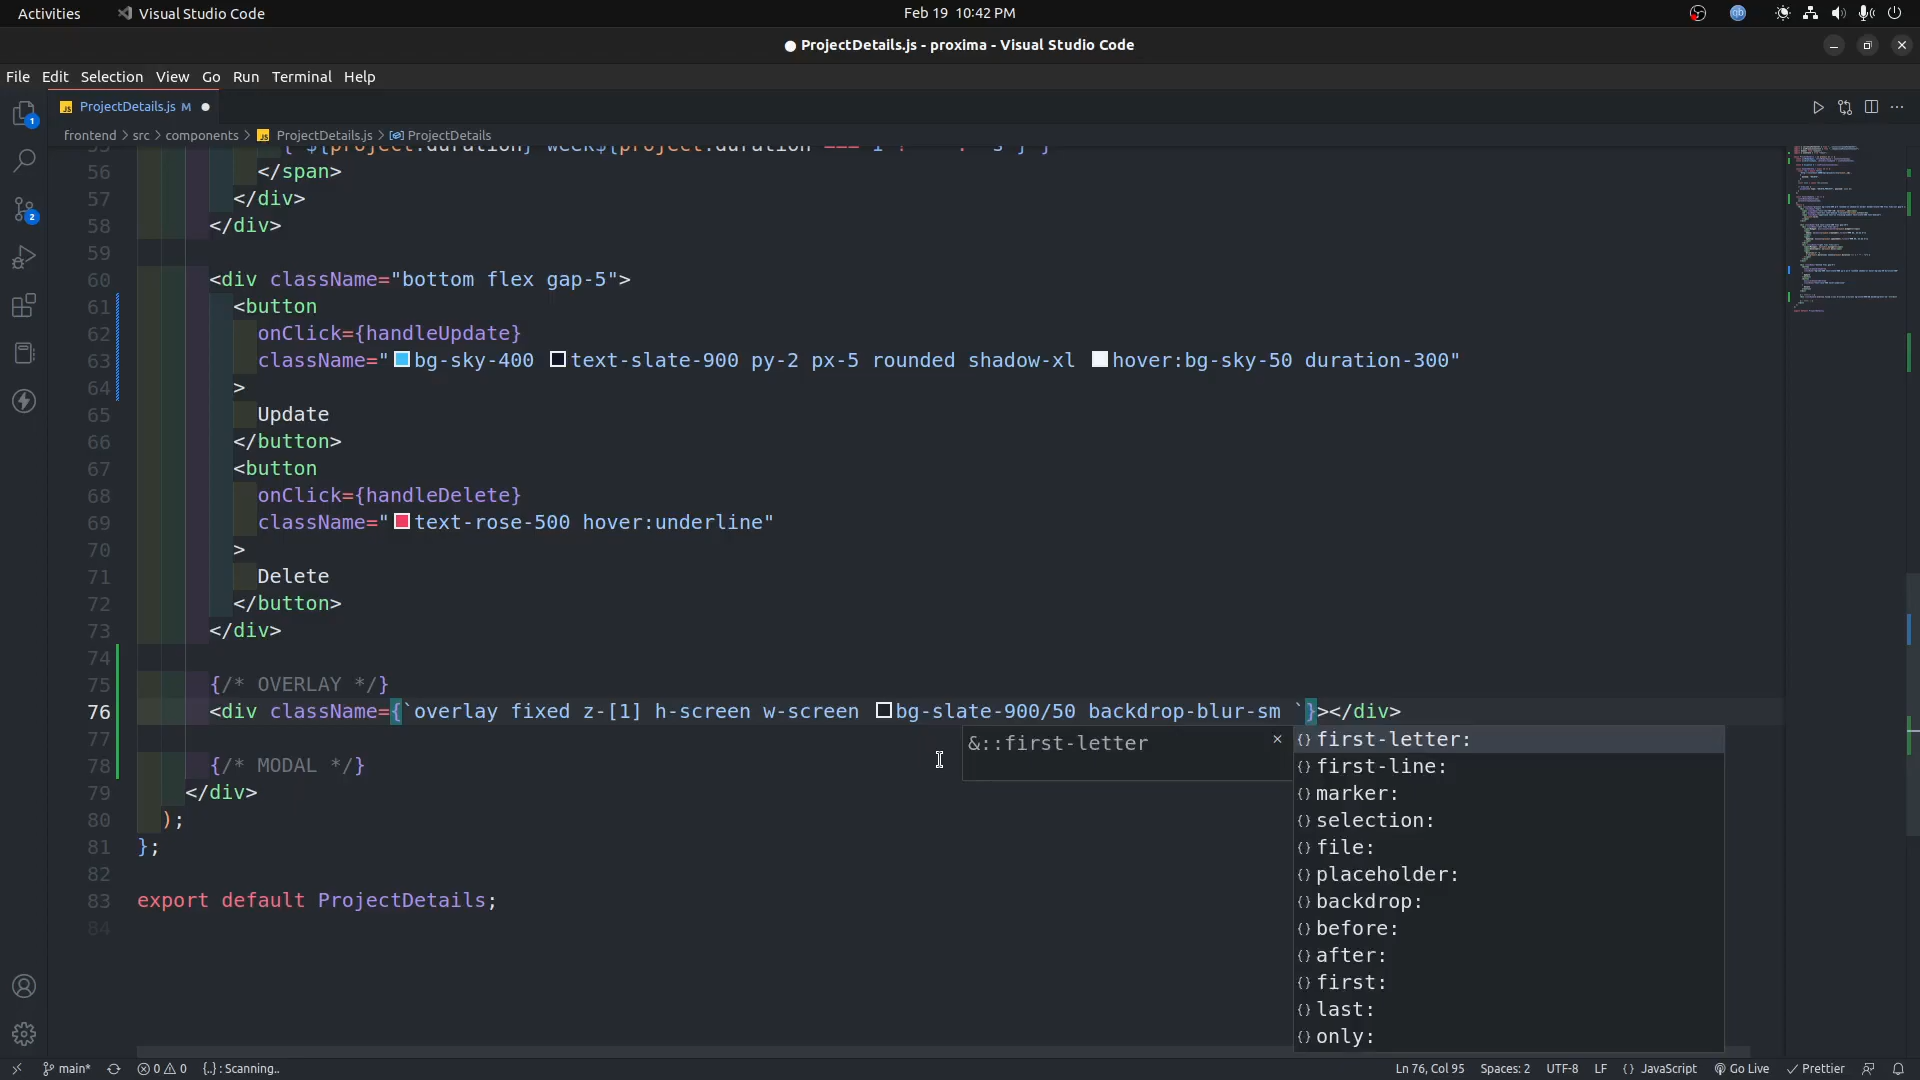 Activities
Visual Studio Code
Feb 19 10:42 PM
qb
● ProjectDetails.js - proxima - Visual Studio Code
File Edit Selection View Go Run Terminal Help
JS ProjectDetails.js M ●
frontend > src > components > JS ProjectDetails.js > ProjectDetails
1
2
56 </span>
57 </div>
58 </div>
59
60 <div className="bottom flex gap-5">
61 <button
62 onClick={handleUpdate}
63 className="bg-sky-400 text-slate-900 py-2 px-5 rounded shadow-xl hover:bg-sky-50 duration-300"
64 >
65 Update
66 </button>
67 <button
68 onClick={handleDelete}
69 className="text-rose-500 hover:underline"
70 >
71 Delete
72 </button>
73 </div>
74
75 {/* OVERLAY */}
76 <div className={`overlay fixed z-[1] h-screen w-screen bg-slate-900/50 backdrop-blur-sm `}></div>
77
78 {/* MODAL */}
79 </div>
80 );
81 };
82
83 export default ProjectDetails;
84
&::first-letter
{} first-letter:
{} first-line:
{} marker:
{} selection:
{} file:
{} placeholder:
{} backdrop:
{} before:
{} after:
{} first:
{} last:
{} only:
main* 0 0 {..} : Scanning.. Ln 76, Col 95 Spaces: 2 UTF-8 LF {} JavaScript Go Live Prettier